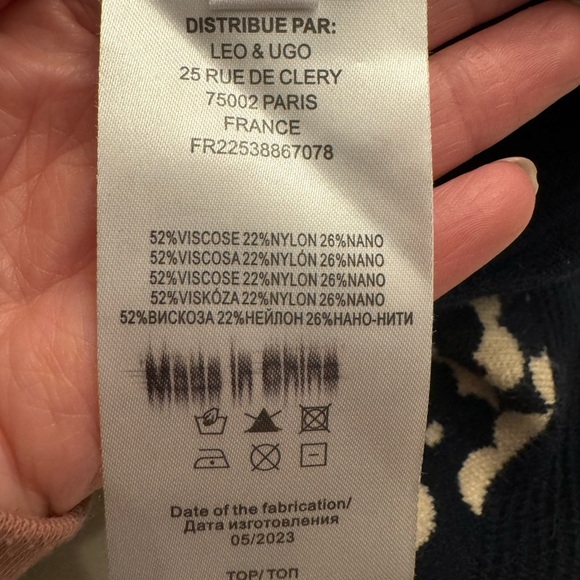 DISTRIBUE PAR:
LEO & UGO
25 RUE DE CLERY
75002 PARIS
FRANCE
FR22538867078
52%VISCOSE 22%NYLON 26%NANO
52%VISCOSA 22%NYLÓN 26%NANO
52%VISCOSE 22%NYLON 26%NANO
52%VISKÓZA 22%NYLON 26%NANO
52%ВИСКОЗА 22%НЕЙЛОН 26%НАНО-НИТИ
Date of the fabrication/
Дата изготовления
05/2023
TOP/ТОП